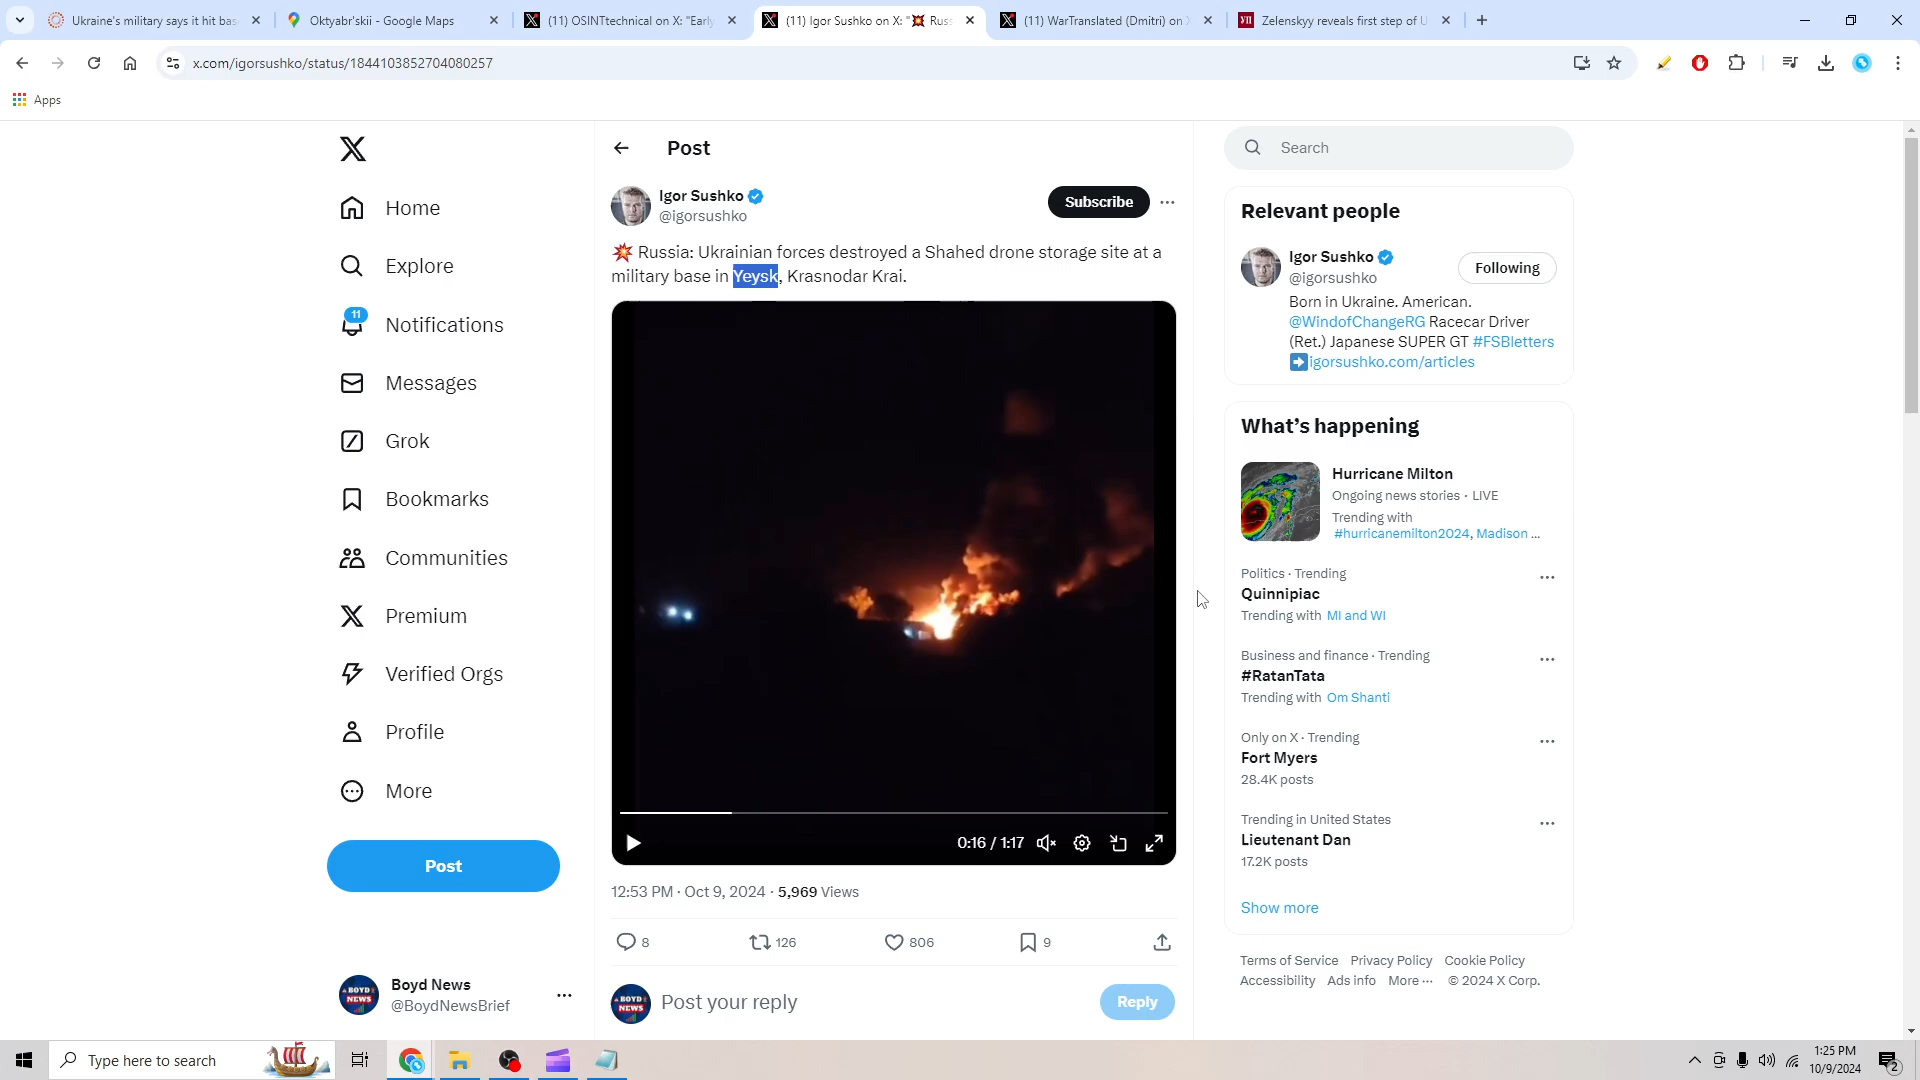 Ukraine's military says it hit bas
Oktyabr'skii - Google Maps
(11) OSINTtechnical on X: "Early
(11) Igor Sushko on X: "💥 Russ
(11) WarTranslated (Dmitri) on X
УП
Zelenskyy reveals first step of U
x.com/igorsushko/status/1844103852704080257
Apps
Home
Explore
11
Notifications
Messages
Grok
Bookmarks
Communities
Premium
Verified Orgs
Profile
More
Post
BOYD
NEWS
Boyd News
@BoydNewsBrief
Post
Igor Sushko
@igorsushko
Subscribe
💥 Russia: Ukrainian forces destroyed a Shahed drone storage site at a
military base in Yeysk, Krasnodar Krai.
0:16 / 1:17
12:53 PM · Oct 9, 2024 · 5,969 Views
8
126
806
9
BOYD
NEWS
Post your reply
Reply
Search
Relevant people
Igor Sushko
@igorsushko
Following
Born in Ukraine. American.
@WindofChangeRG Racecar Driver
(Ret.) Japanese SUPER GT #FSBletters
➡️igorsushko.com/articles
What's happening
Hurricane Milton
Ongoing news stories · LIVE
Trending with
#hurricanemilton2024, Madison ...
Politics · Trending
Quinnipiac
Trending with MI and WI
Business and finance · Trending
#RatanTata
Trending with Om Shanti
Only on X · Trending
Fort Myers
28.4K posts
Trending in United States
Lieutenant Dan
17.2K posts
Show more
Terms of Service Privacy Policy Cookie Policy
Accessibility Ads info More ··· © 2024 X Corp.
Type here to search
1:25 PM
10/9/2024
2